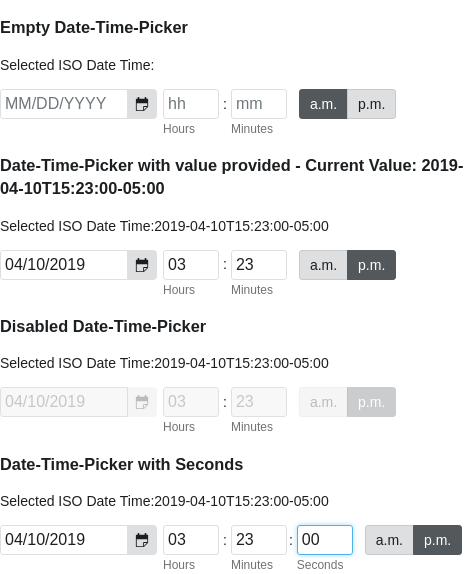 Empty Date-Time-Picker
Selected ISO Date Time:
MM/DD/YYYY hh : mm a.m. p.m.
Hours Minutes
Date-Time-Picker with value provided - Current Value: 2019-
04-10T15:23:00-05:00
Selected ISO Date Time:2019-04-10T15:23:00-05:00
04/10/2019 03 : 23 a.m. p.m.
Hours Minutes
Disabled Date-Time-Picker
Selected ISO Date Time:2019-04-10T15:23:00-05:00
04/10/2019 03 : 23 a.m. p.m.
Hours Minutes
Date-Time-Picker with Seconds
Selected ISO Date Time:2019-04-10T15:23:00-05:00
04/10/2019 03 : 23 : 00 a.m. p.m.
Hours Minutes Seconds